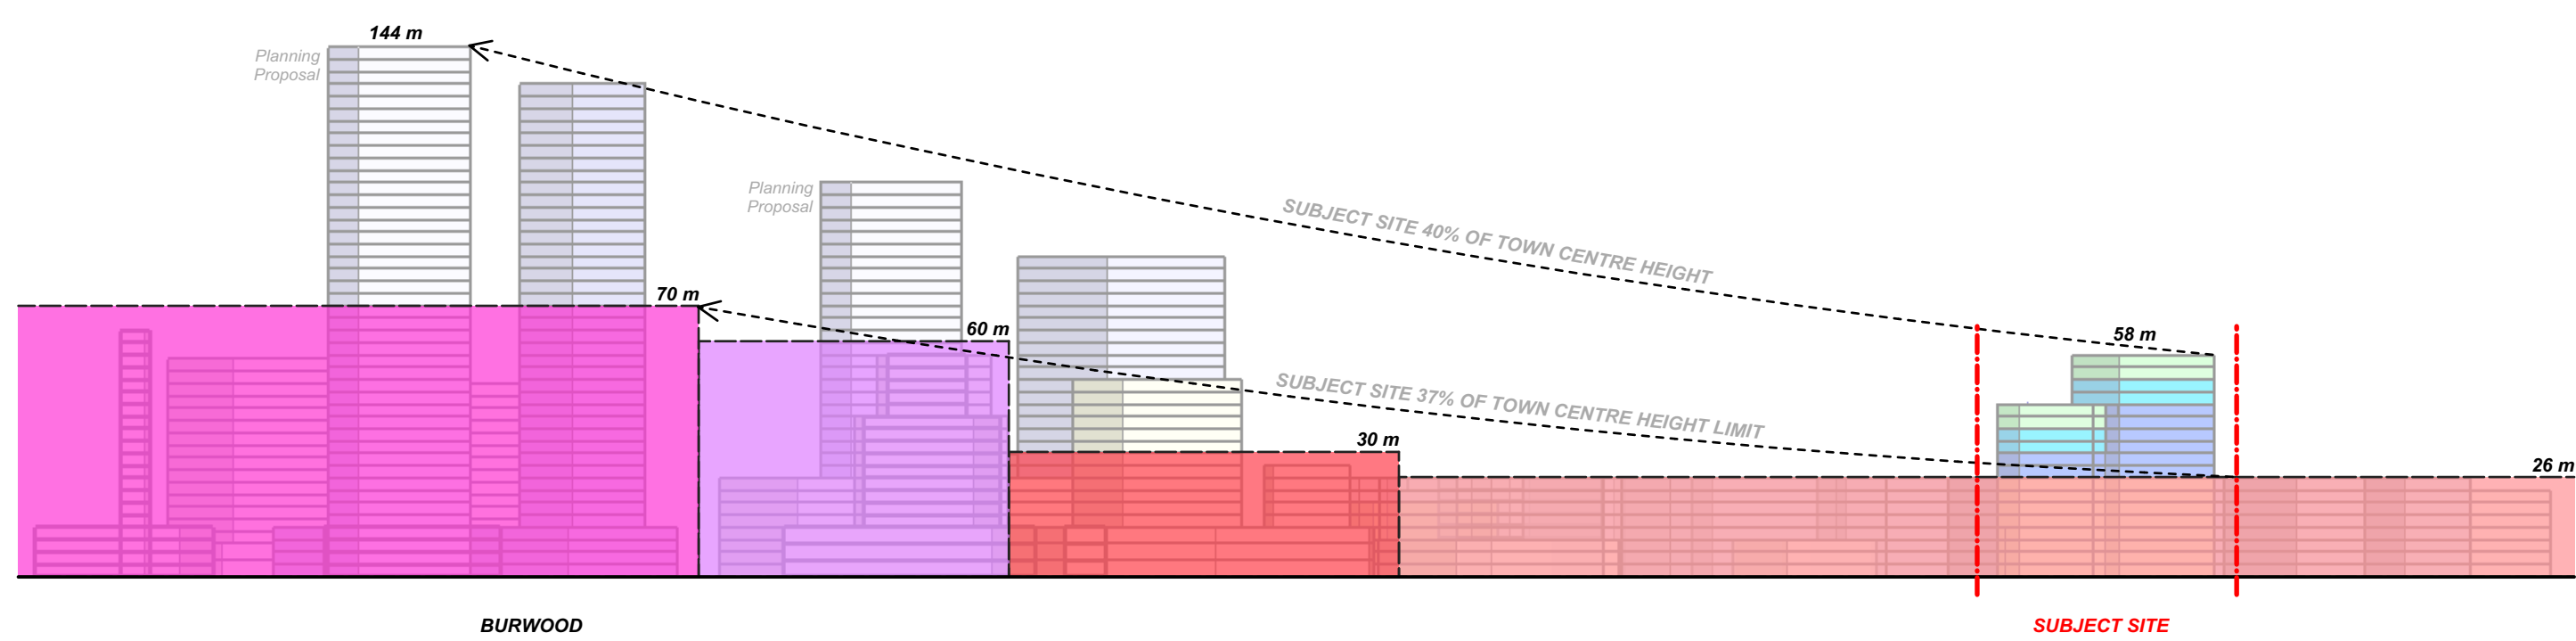 144 m
Planning
Proposal
Planning
Proposal
SUBJECT SITE 40% OF TOWN CENTRE HEIGHT
70 m
60 m
58 m
SUBJECT SITE 37% OF TOWN CENTRE HEIGHT LIMIT
30 m
26 m
BURWOOD
SUBJECT SITE